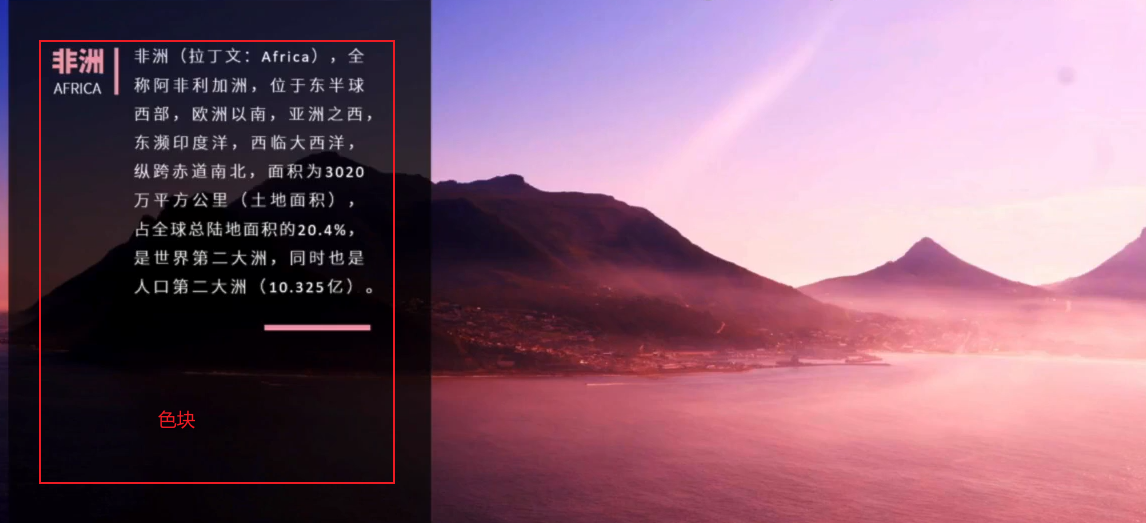 非洲
AFRICA
非洲（拉丁文：Africa），全
称阿非利加洲，位于东半球
西部，欧洲以南，亚洲之西，
东濒印度洋，西临大西洋，
纵跨赤道南北，面积为3020
万平方公里（土地面积），
占全球总陆地面积的20.4%，
是世界第二大洲，同时也是
人口第二大洲（10.325亿）。
色块